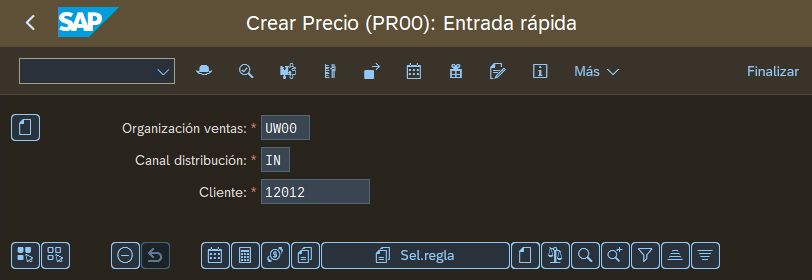 SAP
Crear Precio (PR00): Entrada rápida
Más
Finalizar
Organización ventas: * UW00
Canal distribución: * IN
Cliente: * 12012
Sel.regla